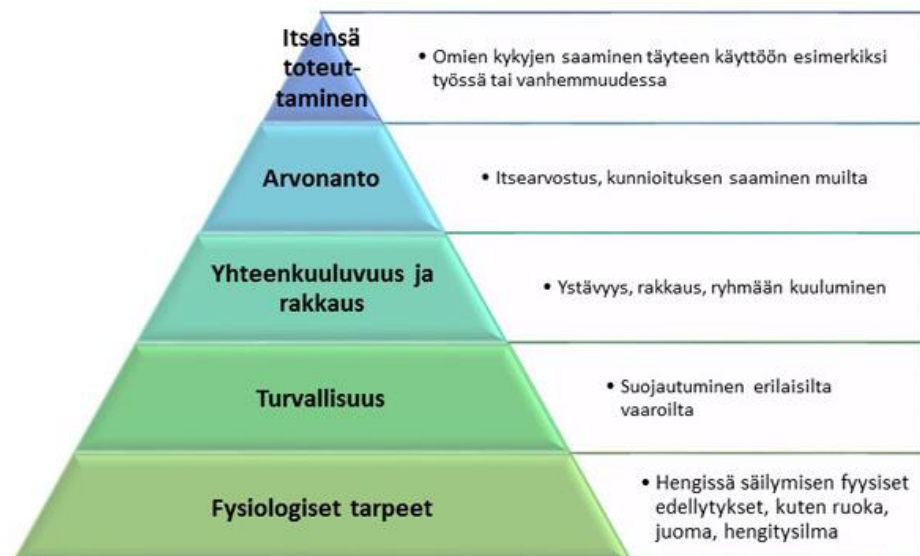 Itsensä
toteut-
taminen
• Omien kykyjen saaminen täyteen käyttöön esimerkiksi
työssä tai vanhemmuudessa
Arvonanto
• Itsearvostus, kunnioituksen saaminen muilta
Yhteenkuuluvuus ja
rakkaus
• Ystävyys, rakkaus, ryhmään kuuluminen
Turvallisuus
• Suojautuminen erilaisilta
vaaroilta
Fysiologiset tarpeet
• Hengissä säilymisen fyysiset
edellytykset, kuten ruoka,
juoma, hengitysilma